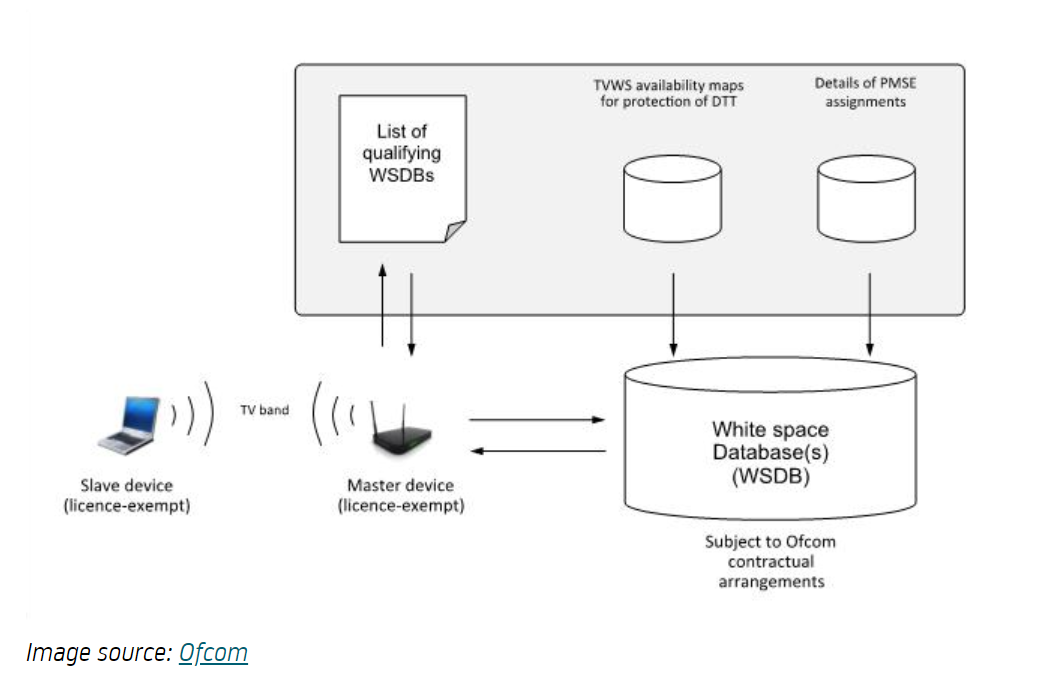 List of
qualifying
WSDBs
TVWS availability maps
for protection of DTT
Details of PMSE
assignments
TV band
Slave device
(licence-exempt)
Master device
(licence-exempt)
White space
Database(s)
(WSDB)
Subject to Ofcom
contractual
arrangements
Image source: Ofcom